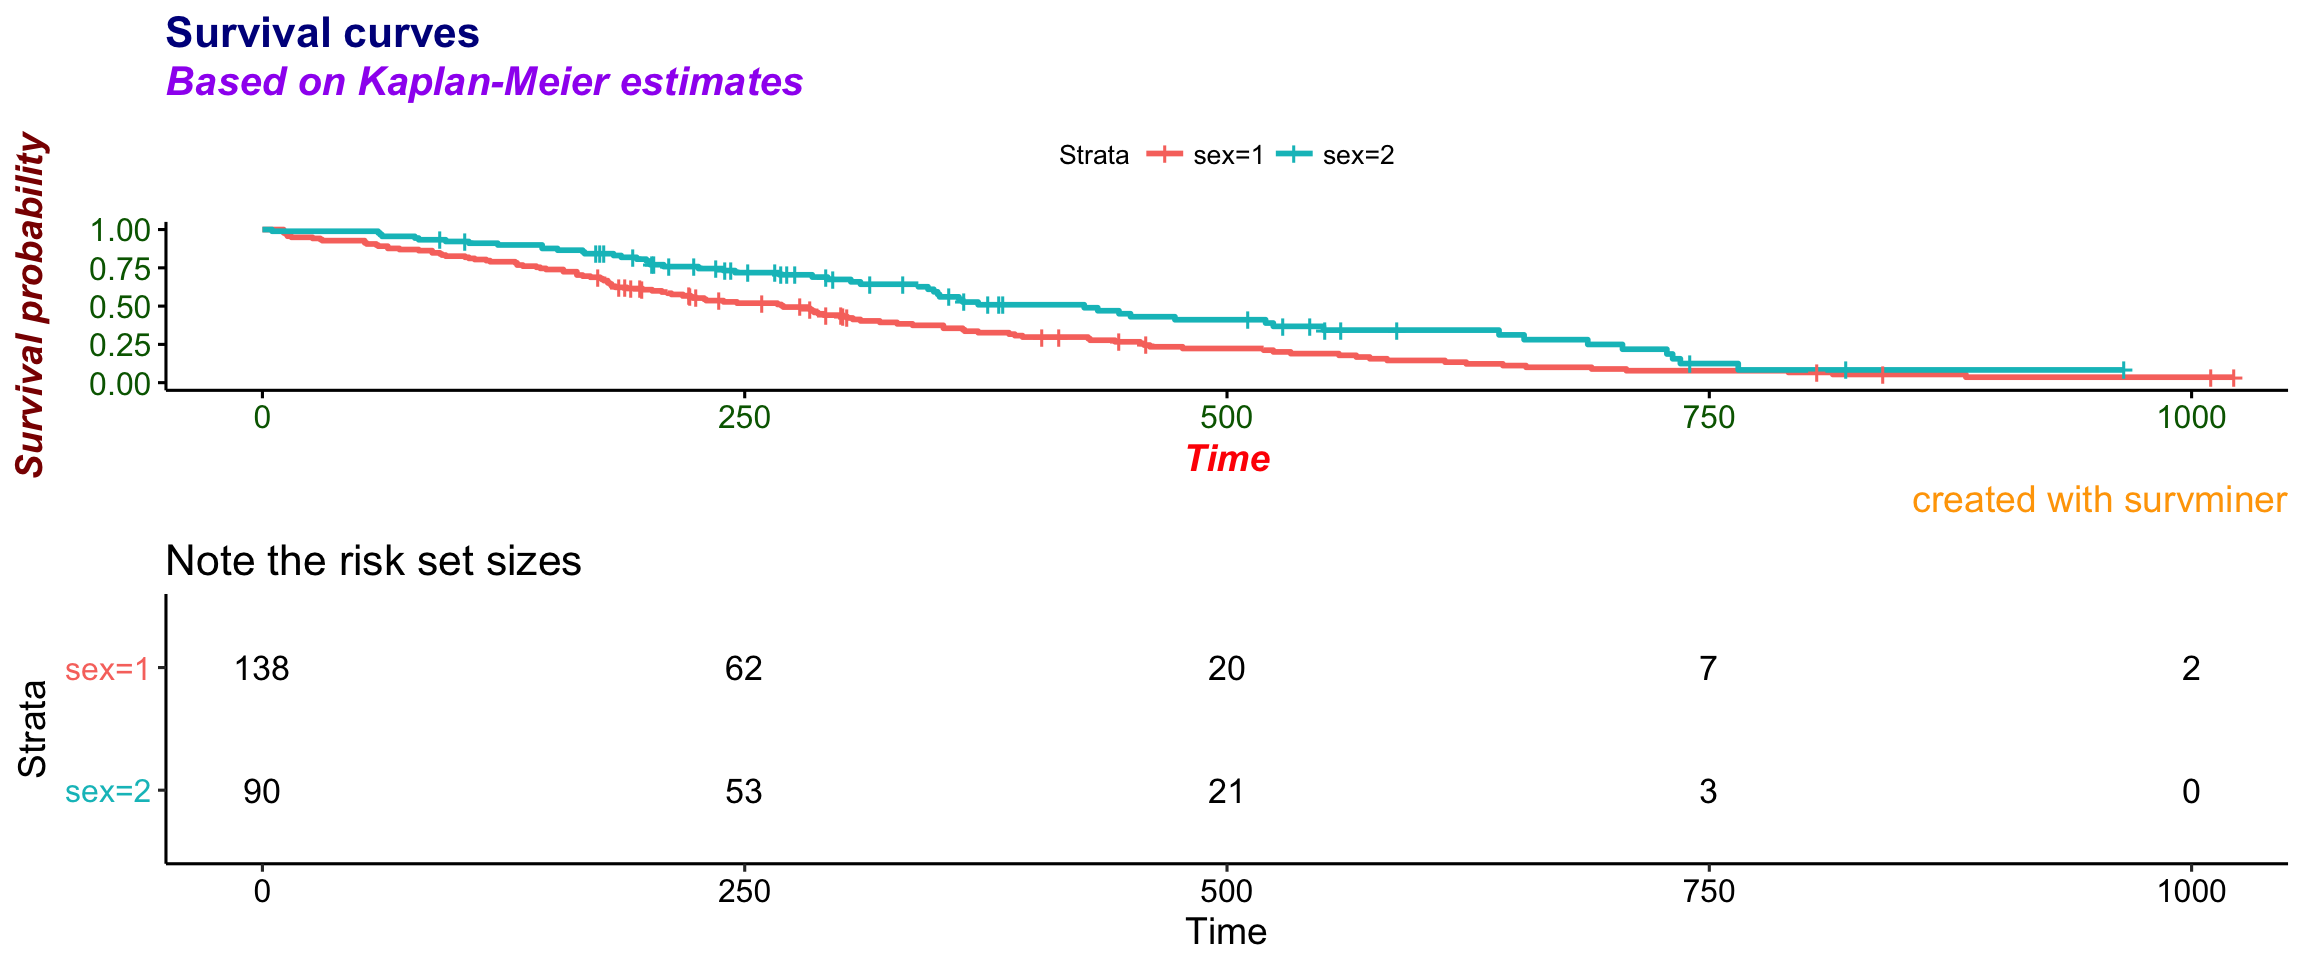 Survival curves
Based on Kaplan-Meier estimates
Strata sex=1 sex=2
Survival probability
1.00
0.75
0.50
0.25
0.00
0 250 500 750 1000
Time
created with survminer
Note the risk set sizes
Strata
sex=1 138 62 20 7 2
sex=2 90 53 21 3 0
0 250 500 750 1000
Time